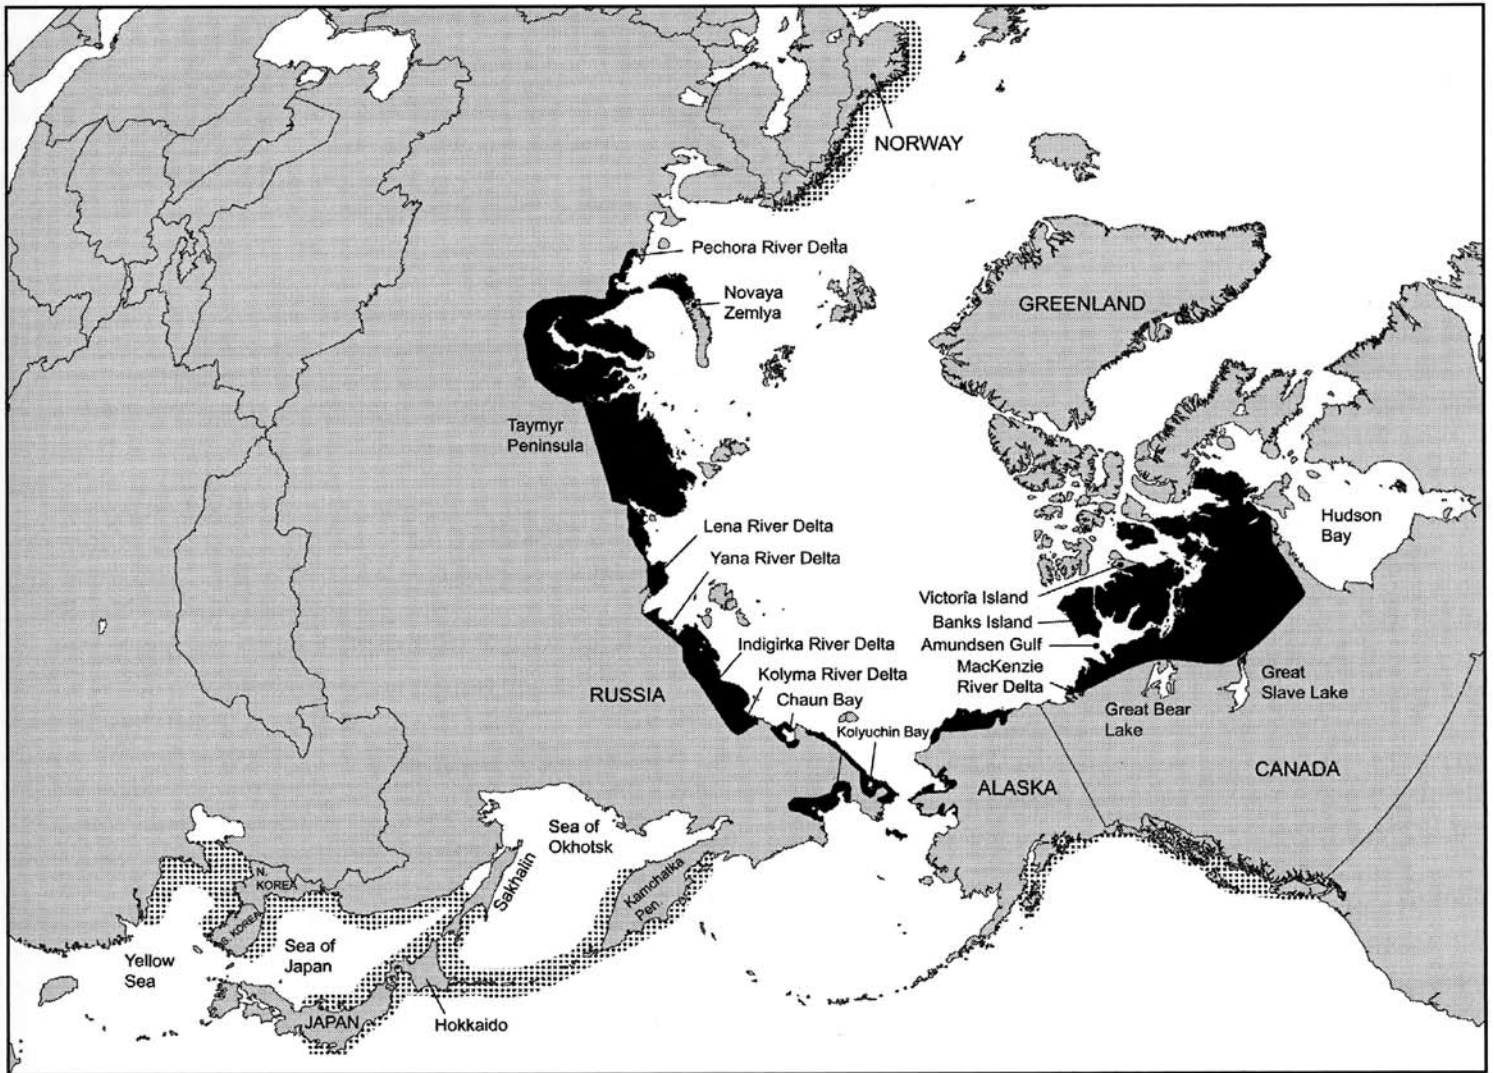 NORWAY
Pechora River Delta
Novaya
Zemlya
GREENLAND
Taymyr
Peninsula
Lena River Delta
Hudson
Bay
Yana River Delta
Victoria Island
Banks Island
Indigirka River Delta
Amundsen Gulf
Kolyma River Delta
MacKenzie
River Delta
RUSSIA
Great
Slave Lake
Chaun Bay
Great Bear
Lake
Kolyuchin Bay
CANADA
ALASKA
Sea of
Okhotsk
Sakhalin
Kamchatka
Pen.
N.
KOREA
S. KOREA
Sea of
Japan
Yellow
Sea
JAPAN
Hokkaido